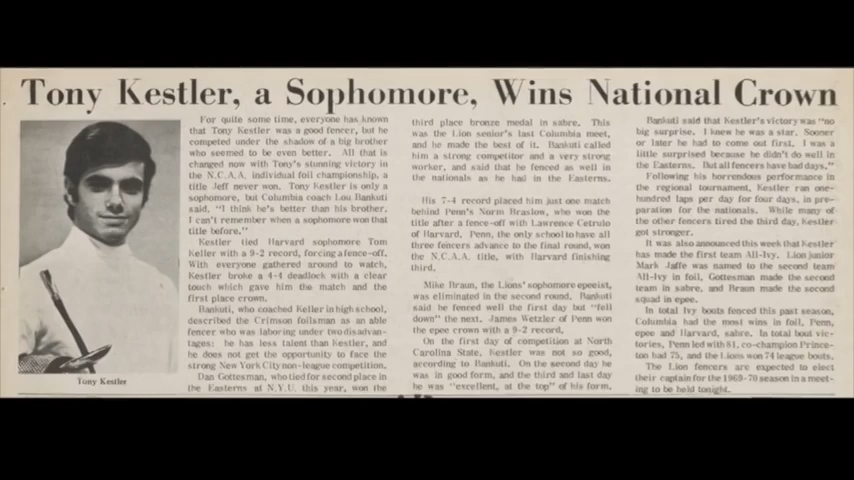 Tony Kestler, a Sophomore, Wins National Crown
For quite some time, everyone has known
that Tony Kestler was a good fencer, but he
competed under the shadow of a big brother
who seemed to be even better. All that is
changed now with Tony's stunning victory in
the N.C.A.A. individual foil championship, a
title Jeff never won. Tony Kestler is only a
sophomore, but Columbia coach Lou Bankuti
said, "I think he's better than his brother.
I can't remember when a sophomore won that
title before."
Kestler tied Harvard sophomore Tom
Keller with a 9-2 record, forcing a fence-off.
With everyone gathered around to watch,
Kestler broke a 4-4 deadlock with a clear
touch which gave him the match and the
first place crown.
Bankuti, who coached Keller in high school,
described the Crimson foilsman as an able
fencer who was laboring under two disadvan-
tages: he has less talent than Kestler, and
he does not get the opportunity to face the
strong New York City non-league competition.
Dan Gottesman, who tied for second place in
the Easterns at N.Y.U. this year, won the
Tony Kestler
third place bronze medal in sabre. This
was the Lion senior's last Columbia meet,
and he made the best of it. Bankuti called
him a strong competitor and a very strong
worker, and said that he fenced as well in
the nationals as he had in the Easterns.
His 7-4 record placed him just one match
behind Penn's Norm Braslow, who won the
title after a fence-off with Lawrence Cetrulo
of Harvard. Penn, the only school to have all
three fencers advance to the final round, won
the N.C.A.A. title, with Harvard finishing
third.
Mike Braun, the Lions' sophomore epeeist,
was eliminated in the second round. Bankuti
said he fenced well the first day but "fell
down" the next. James Wetzler of Penn won
the epee crown with a 9-2 record.
On the first day of competition at North
Carolina State, Kestler was not so good,
according to Bankuti. On the second day he
was in good form, and the third and last day
he was "excellent, at the top" of his form.
Bankuti said that Kestler's victory was "no
big surprise. I knew he was a star. Sooner
or later he had to come out first. I was a
little surprised because he didn't do well in
the Easterns. But all fencers have bad days."
Following his horrendous performance in
the regional tournament, Kestler ran one-
hundred laps per day for four days, in pre-
paration for the nationals. While many of
the other fencers tired the third day, Kestler
got stronger.
It was also announced this week that Kestler
has made the first team All-Ivy. Lion junior
Mark Jaffe was named to the second team
All-Ivy in foil, Gottesman made the second
team in sabre, and Braun made the second
squad in epee.
In total Ivy bouts fenced this past season,
Columbia had the most wins in foil, Penn,
epee and Harvard, sabre. In total bout vic-
tories, Penn led with 81, co-champion Prince-
ton had 75, and the Lions won 74 league bouts.
The Lion fencers are expected to elect
their captain for the 1969-70 season in a meet-
ing to be held tonight.